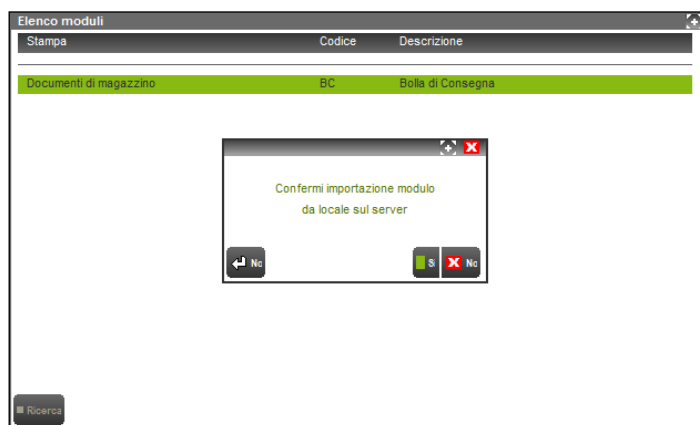 Elenco moduli
Stampa Codice Descrizione
Documenti di magazzino BC Bolla di Consegna
Confermi importazione modulo
da locale sul server
No Si No
Ricerca